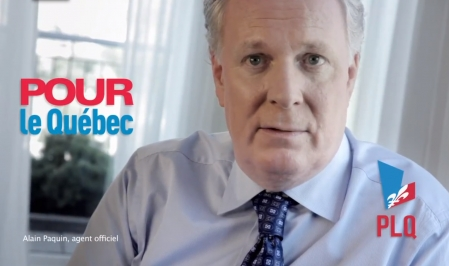 POUR
le Québec
PLQ
Alain Paquin, agent officiel